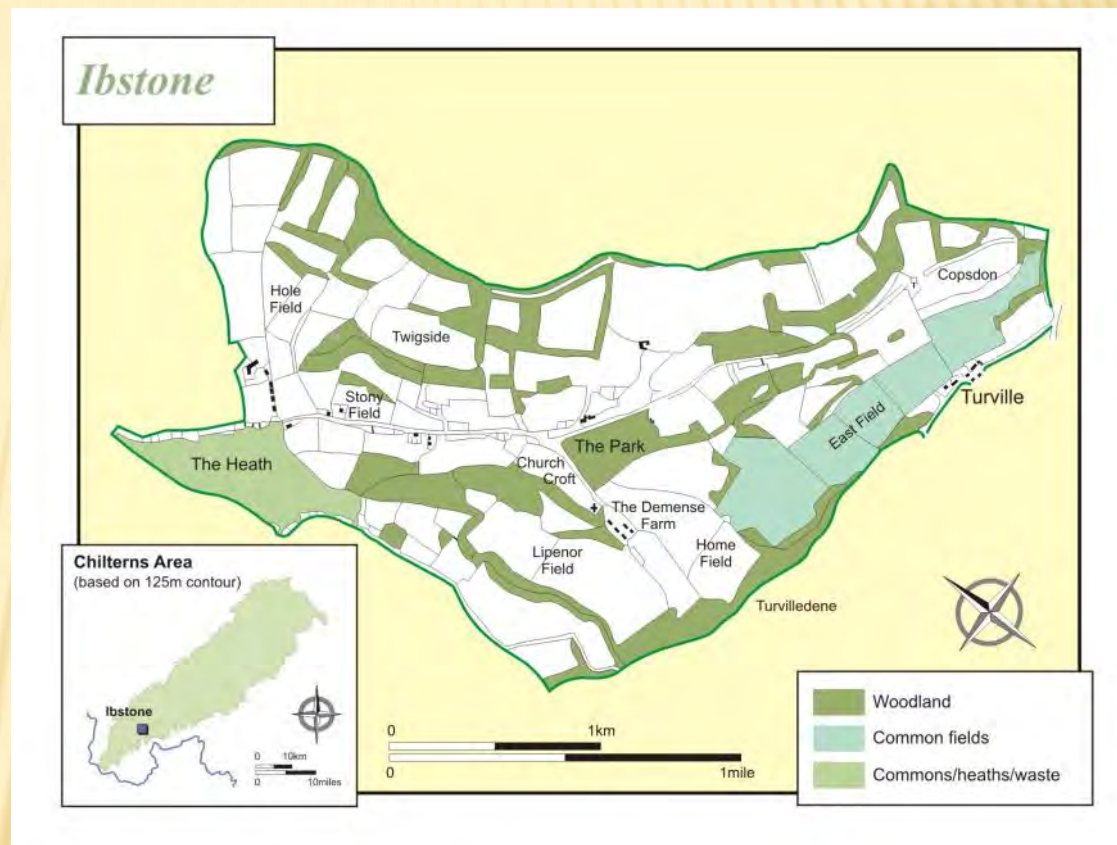 Ibstone
Copsdon
Hole
Field
Twigside
Stony
Field
Turville
East Field
The Park
The Heath
Church
Croft
The Demense
Farm
Home
Field
Lipenor
Field
Turvilledene
Chilterns Area
(based on 125m contour)
Ibstone
0 10km
0 10miles
0 1km
0 1mile
Woodland
Common fields
Commons/heaths/waste